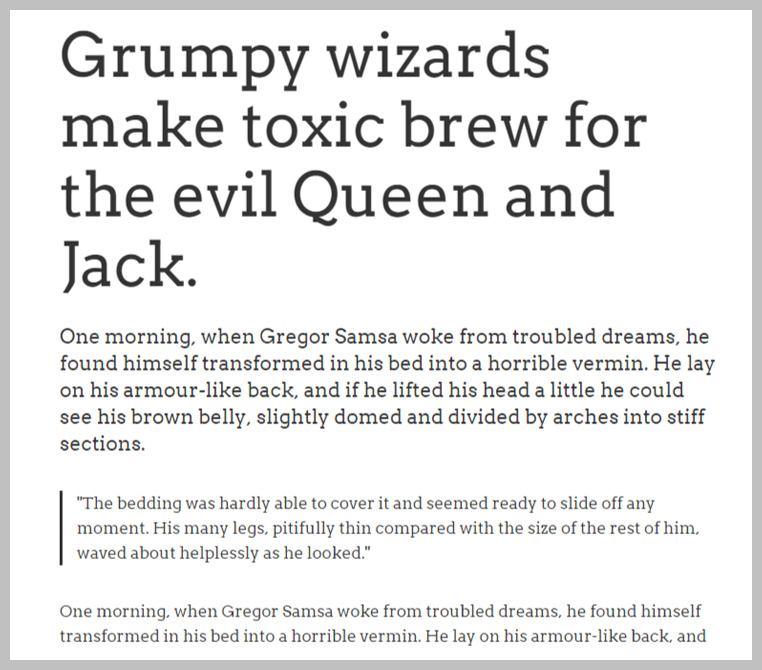 Grumpy wizards
make toxic brew for
the evil Queen and
Jack.
One morning, when Gregor Samsa woke from troubled dreams, he
found himself transformed in his bed into a horrible vermin. He lay
on his armour-like back, and if he lifted his head a little he could
see his brown belly, slightly domed and divided by arches into stiff
sections.
"The bedding was hardly able to cover it and seemed ready to slide off any
moment. His many legs, pitifully thin compared with the size of the rest of him,
waved about helplessly as he looked."
One morning, when Gregor Samsa woke from troubled dreams, he found himself
transformed in his bed into a horrible vermin. He lay on his armour-like back, and